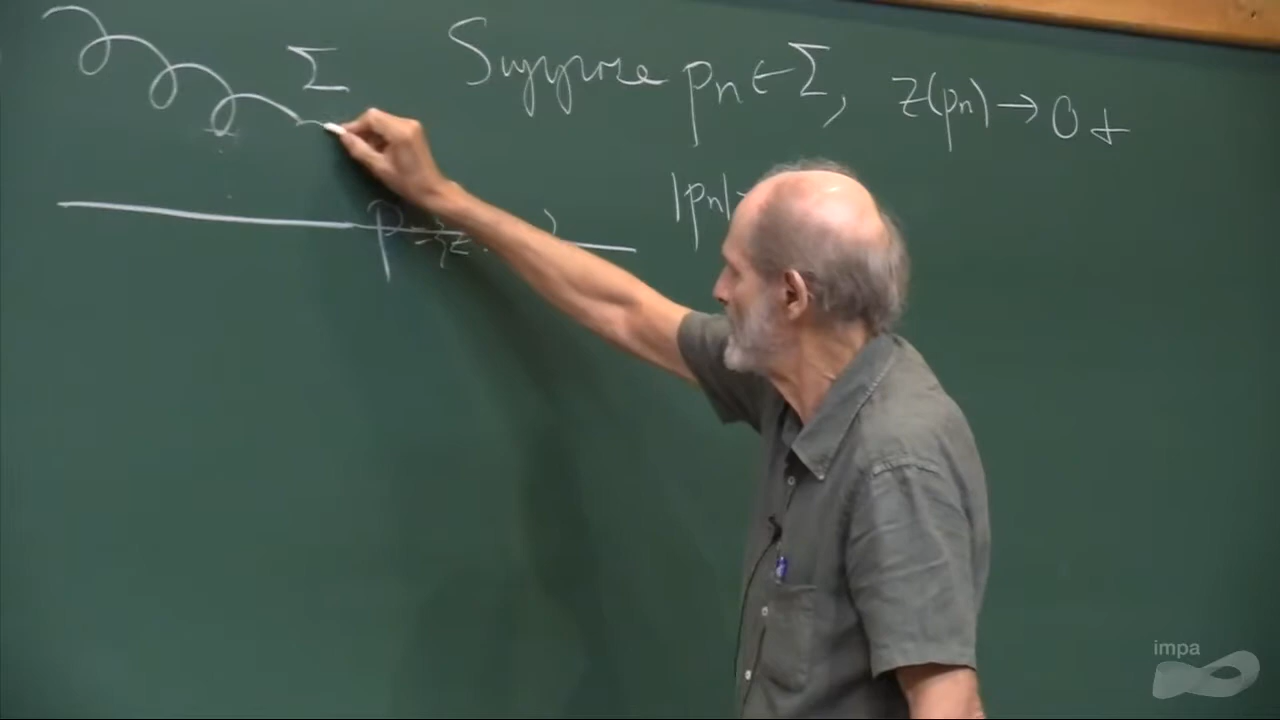 Σ
Suppose pn ∈ Σ, z(pn) → 0+
|pn|
P = {z
impa